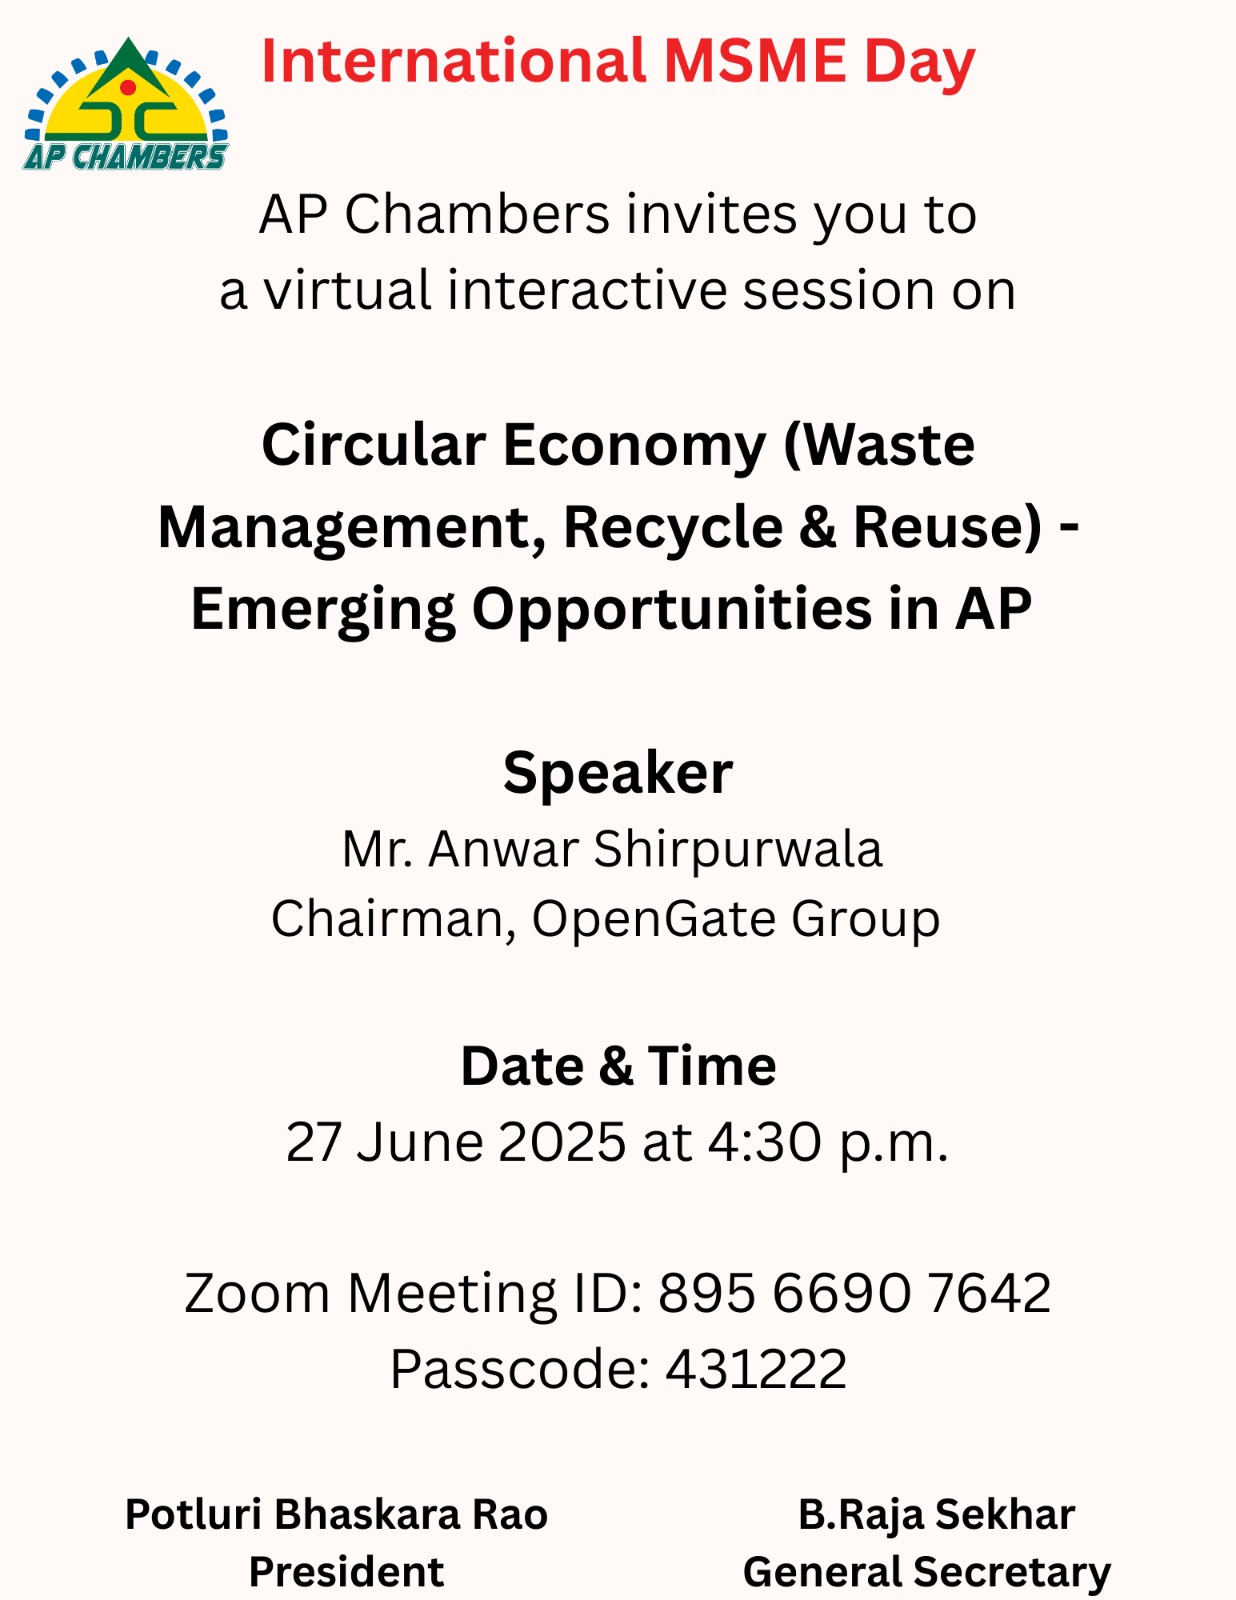 International MSME Day
AP CHAMBERS
AP Chambers invites you to
a virtual interactive session on
Circular Economy (Waste
Management, Recycle & Reuse) -
Emerging Opportunities in AP
Speaker
Mr. Anwar Shirpurwala
Chairman, OpenGate Group
Date & Time
27 June 2025 at 4:30 p.m.
Zoom Meeting ID: 895 6690 7642
Passcode: 431222
Potluri Bhaskara Rao
President
B.Raja Sekhar
General Secretary